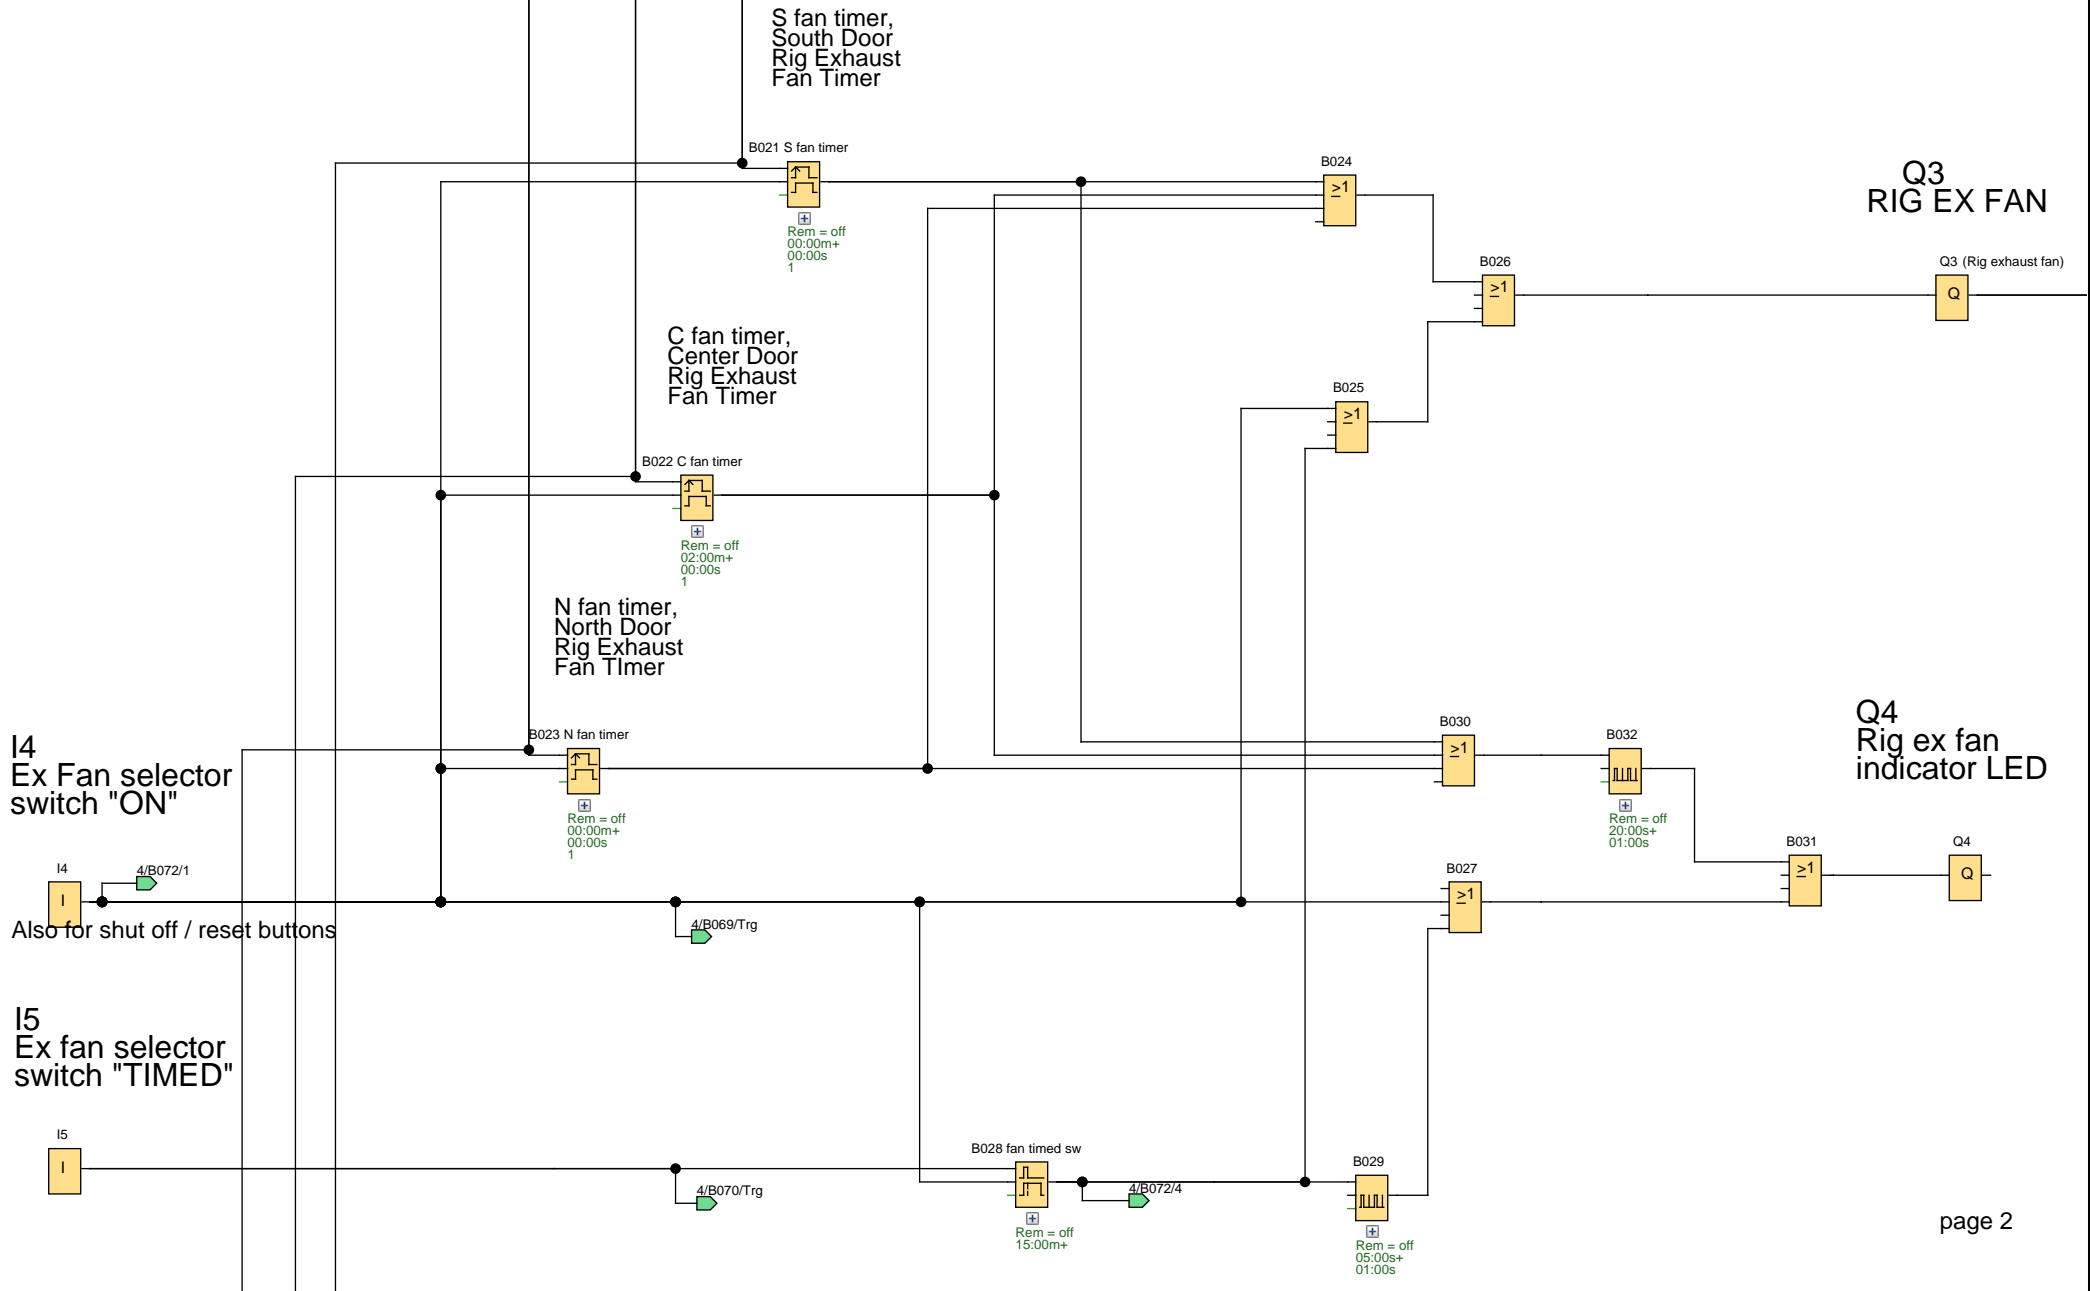 S fan timer,
South Door
Rig Exhaust
Fan Timer
B021 S fan timer
Rem = off
00:00m+
00:00s
1
B024
≥1
Q3
RIG EX FAN
B026
≥1
Q3 (Rig exhaust fan)
Q
C fan timer,
Center Door
Rig Exhaust
Fan Timer
B025
≥1
B022 C fan timer
Rem = off
02:00m+
00:00s
1
N fan timer,
North Door
Rig Exhaust
Fan TImer
B023 N fan timer
Rem = off
00:00m+
00:00s
1
B030
≥1
B032
Rem = off
20:00s+
01:00s
Q4
Rig ex fan
indicator LED
I4
Ex Fan selector
switch "ON"
I4
I
4/B072/1
Also for shut off / reset buttons
4/B069/Trg
B027
≥1
B031
≥1
Q4
Q
I5
Ex fan selector
switch "TIMED"
I5
I
4/B070/Trg
B028 fan timed sw
Rem = off
15:00m+
4/B072/4
B029
Rem = off
05:00s+
01:00s
page 2